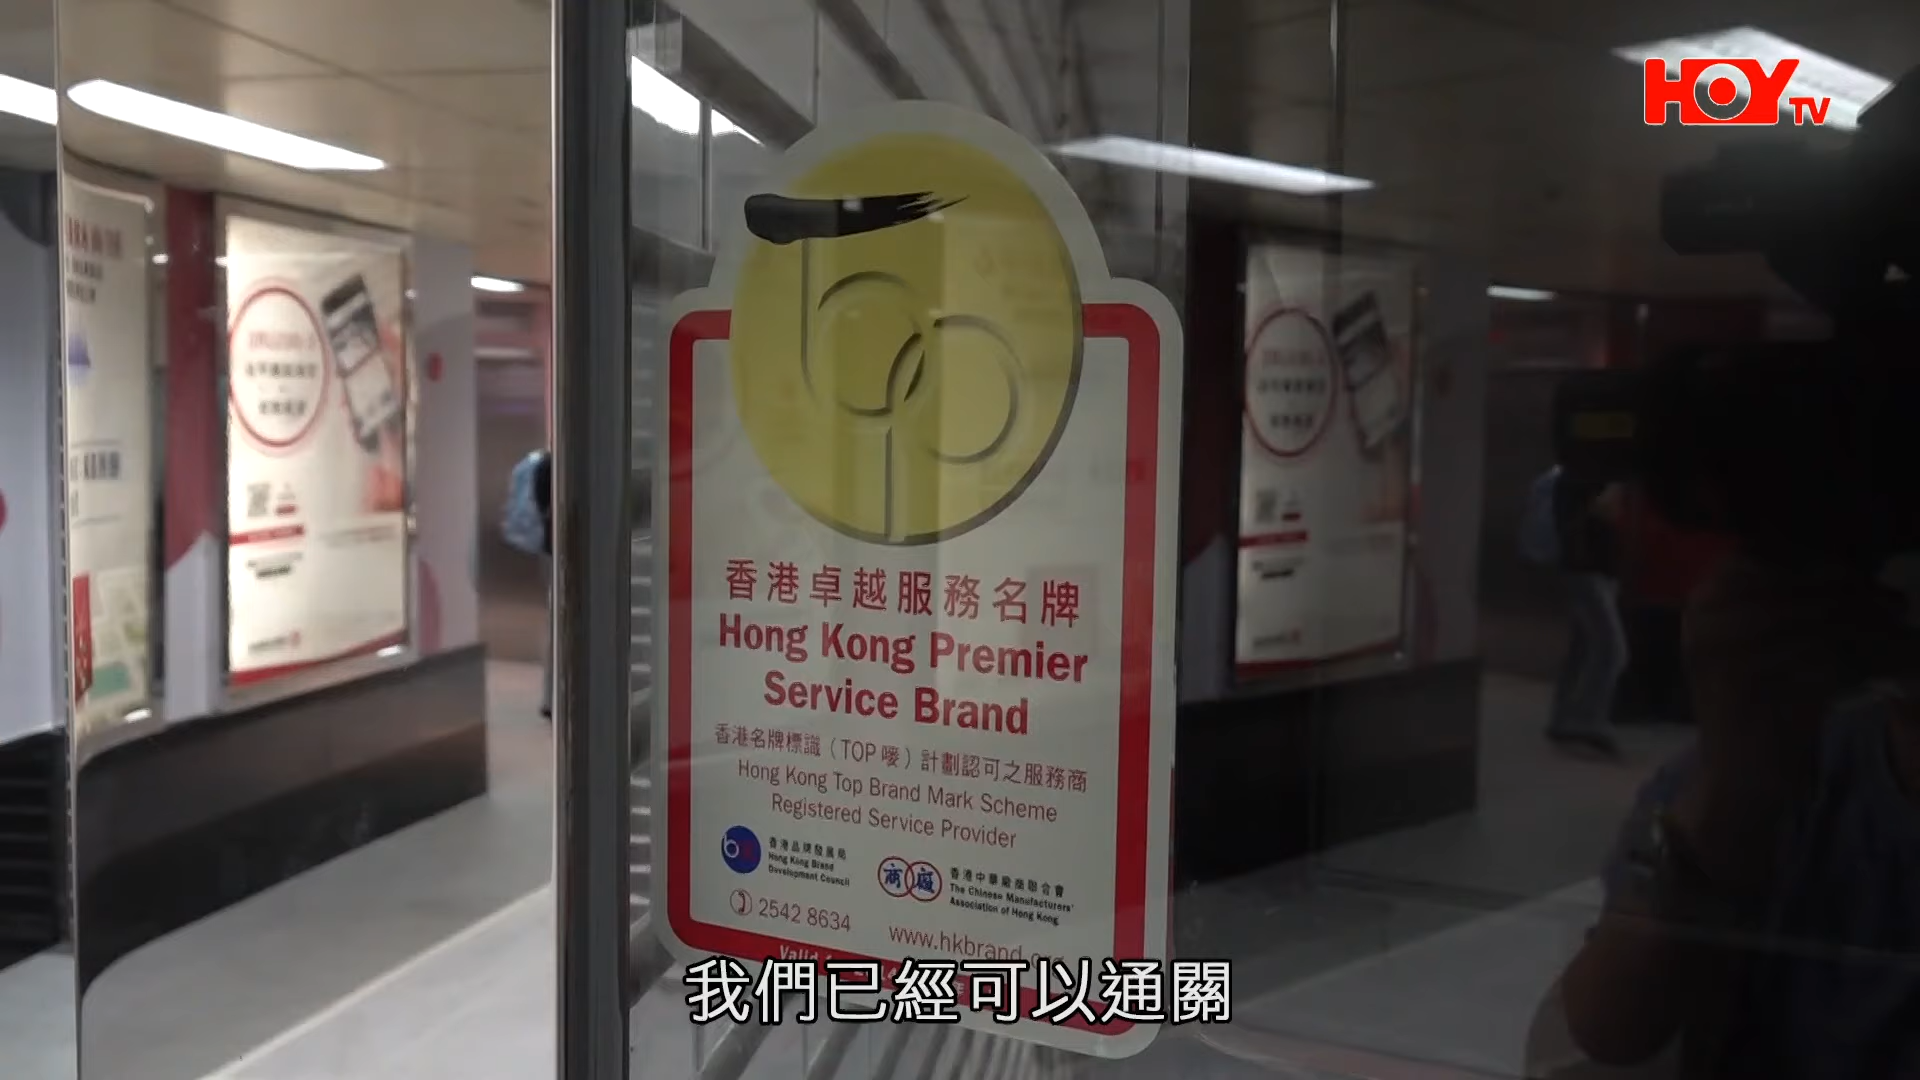 HOY TV
香港卓越服務名牌
Hong Kong Premier
Service Brand
香港名牌標識（TOP 嘜）計劃認可之服務商
Hong Kong Top Brand Mark Scheme
Registered Service Provider
香港品牌發展局
Hong Kong Brand
Development Council
商 廠
香港中華廠商聯合會
The Chinese Manufacturers'
Association of Hong Kong
2542 8634
www.hkbrand.org
Valid
我們已經可以通關